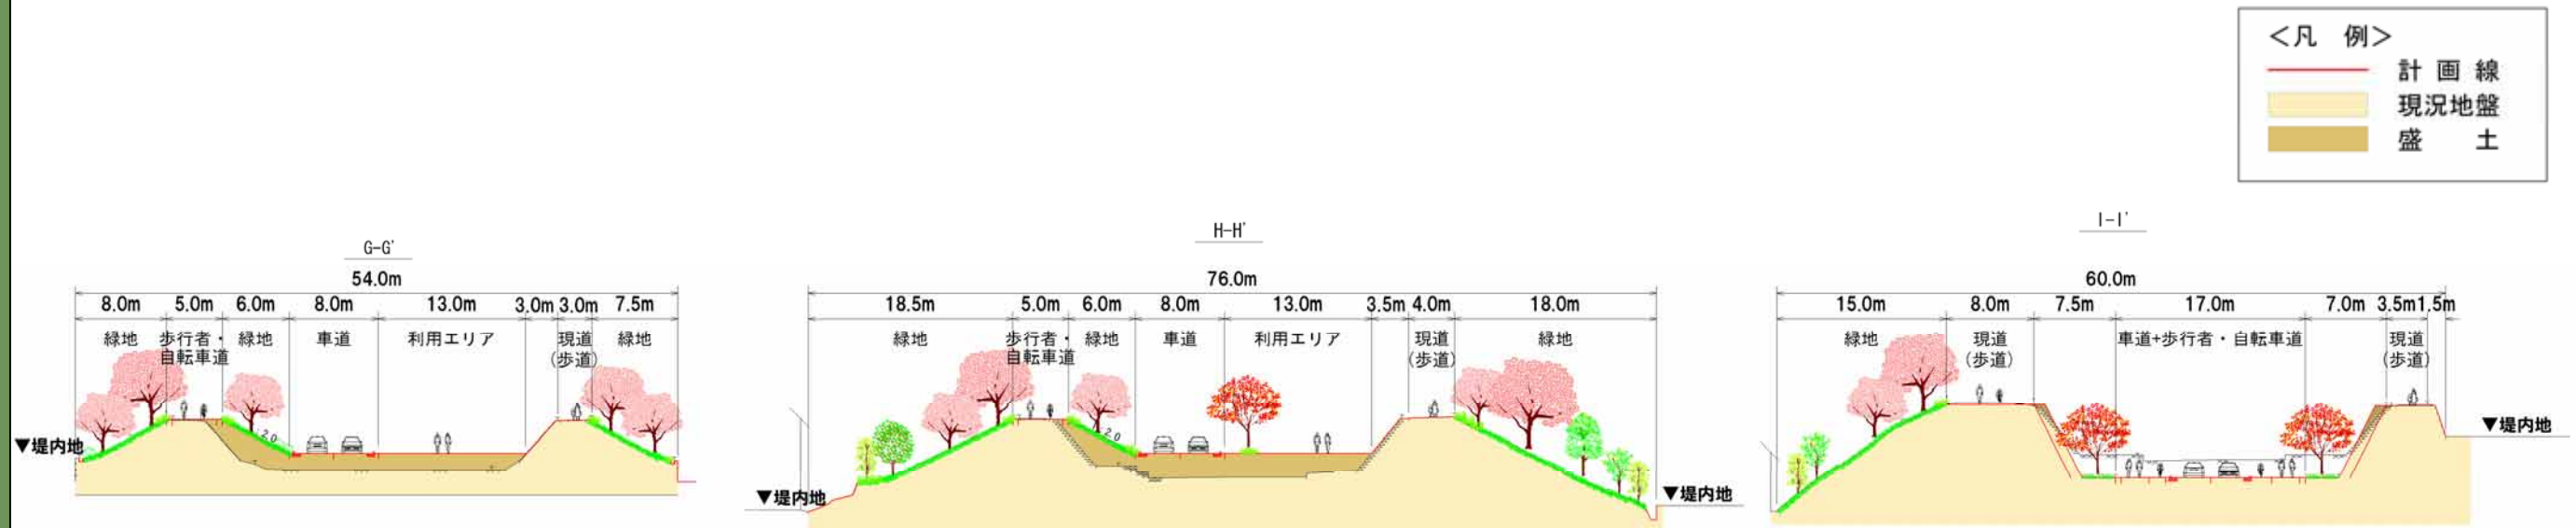 ＜凡　例＞
計 画 線
現況地盤
盛　　土
G-G'
54.0m
8.0m 5.0m 6.0m 8.0m 13.0m 3.0m 3.0m 7.5m
緑地 歩行者・自転車道 緑地 車道 利用エリア 現道(歩道) 緑地
▼堤内地
H-H'
76.0m
18.5m 5.0m 6.0m 8.0m 13.0m 3.5m 4.0m 18.0m
緑地 歩行者・自転車道 緑地 車道 利用エリア 現道(歩道) 緑地
▼堤内地
▼堤内地
I-I'
60.0m
15.0m 8.0m 7.5m 17.0m 7.0m 3.5m 1.5m
緑地 現道(歩道) 車道+歩行者・自転車道 現道(歩道)
▼堤内地